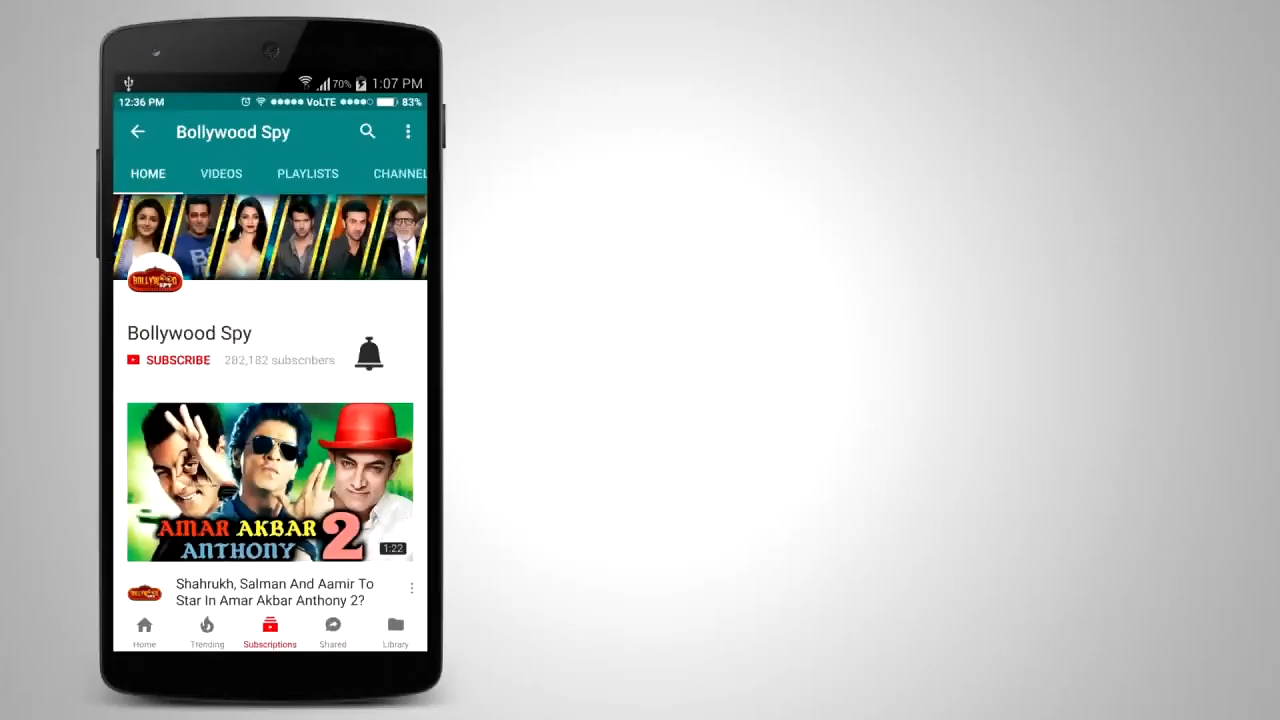 70% 1:07 PM
12:36 PM VoLTE 83%
Bollywood Spy
HOME VIDEOS PLAYLISTS CHANNEL
BOLLYWOOD
SPY
Bollywood Spy
SUBSCRIBE 282,182 subscribers
AMAR AKBAR
ANTHONY 2
1:22
Shahrukh, Salman And Aamir To
Star In Amar Akbar Anthony 2?
Home Trending Subscriptions Shared Library